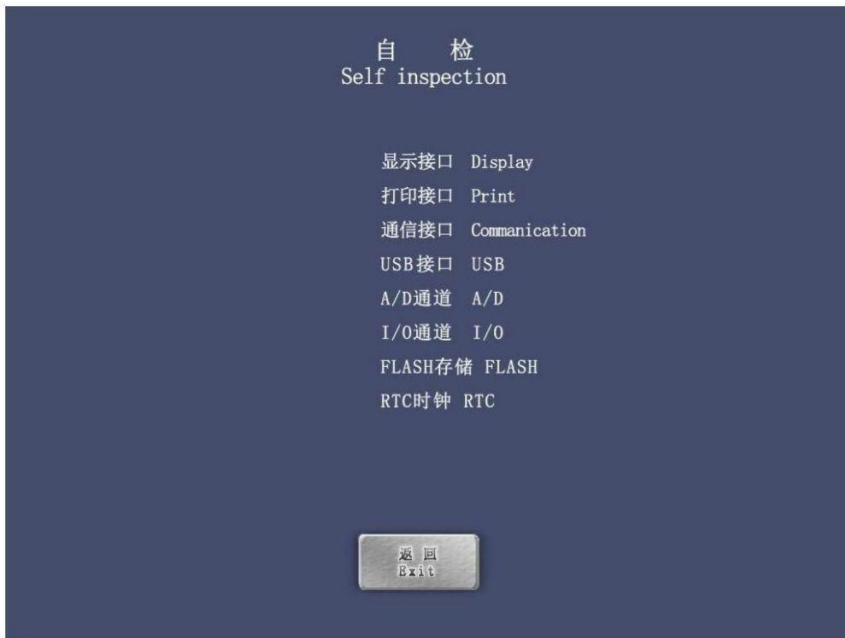 自 检
Self inspection
显示接口 Display
打印接口 Print
通信接口 Commanication
USB接口 USB
A/D通道 A/D
I/O通道 I/O
FLASH存储 FLASH
RTC时钟 RTC
返 回
Exit